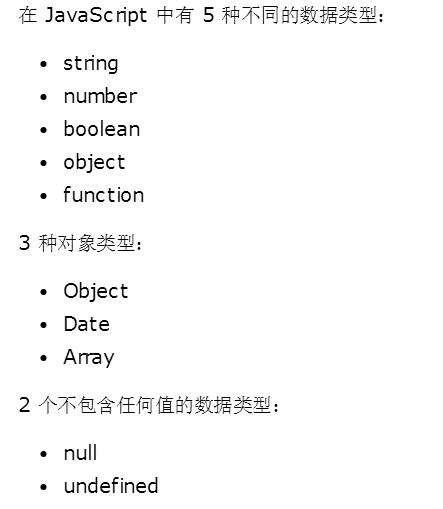 在 JavaScript 中有 5 种不同的数据类型：
• string
• number
• boolean
• object
• function
3 种对象类型：
• Object
• Date
• Array
2 个不包含任何值的数据类型：
• null
• undefined